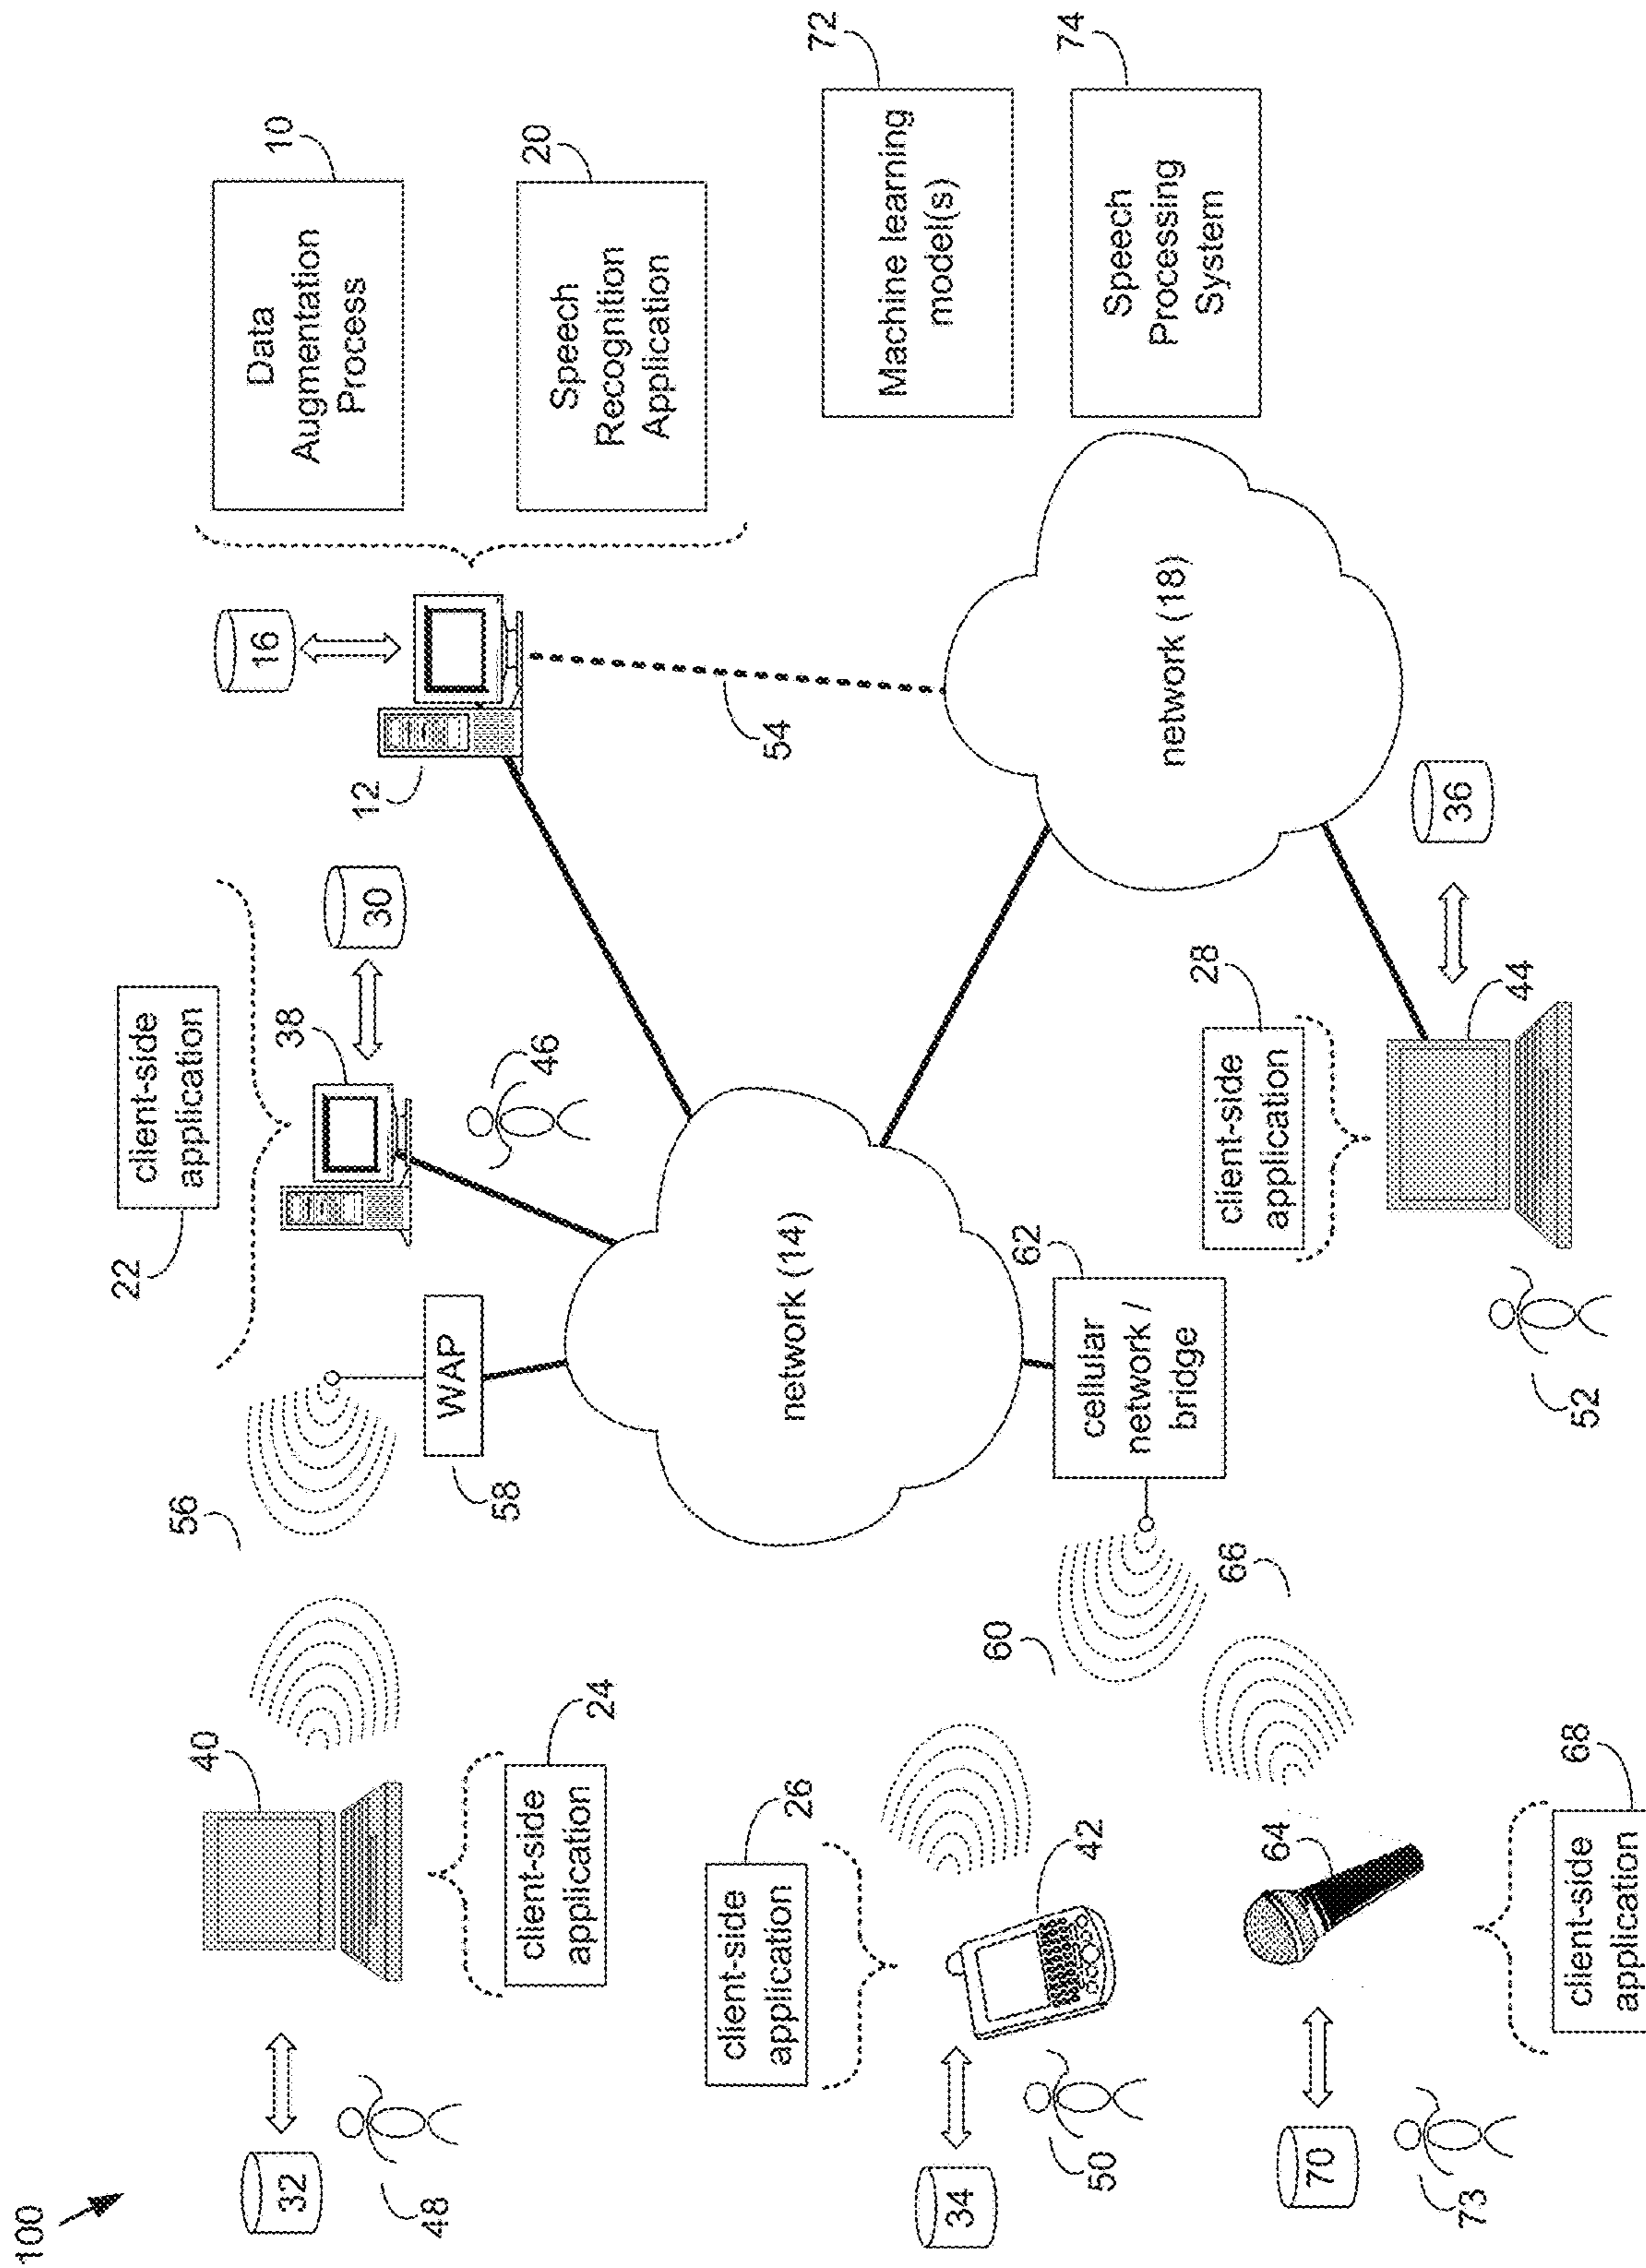 100
32
48
40
24
client-side
application
56
WAP
58
22
client-side
application
38
30
46
16
12
10
Data
Augmentation
Process
20
Speech
Recognition
Application
54
26
client-side
application
34
50
42
60
network (14)
62
cellular
network /
bridge
66
network (18)
72
Machine learning
model(s)
74
Speech
Processing
System
70
73
64
68
client-side
application
28
client-side
application
52
44
36